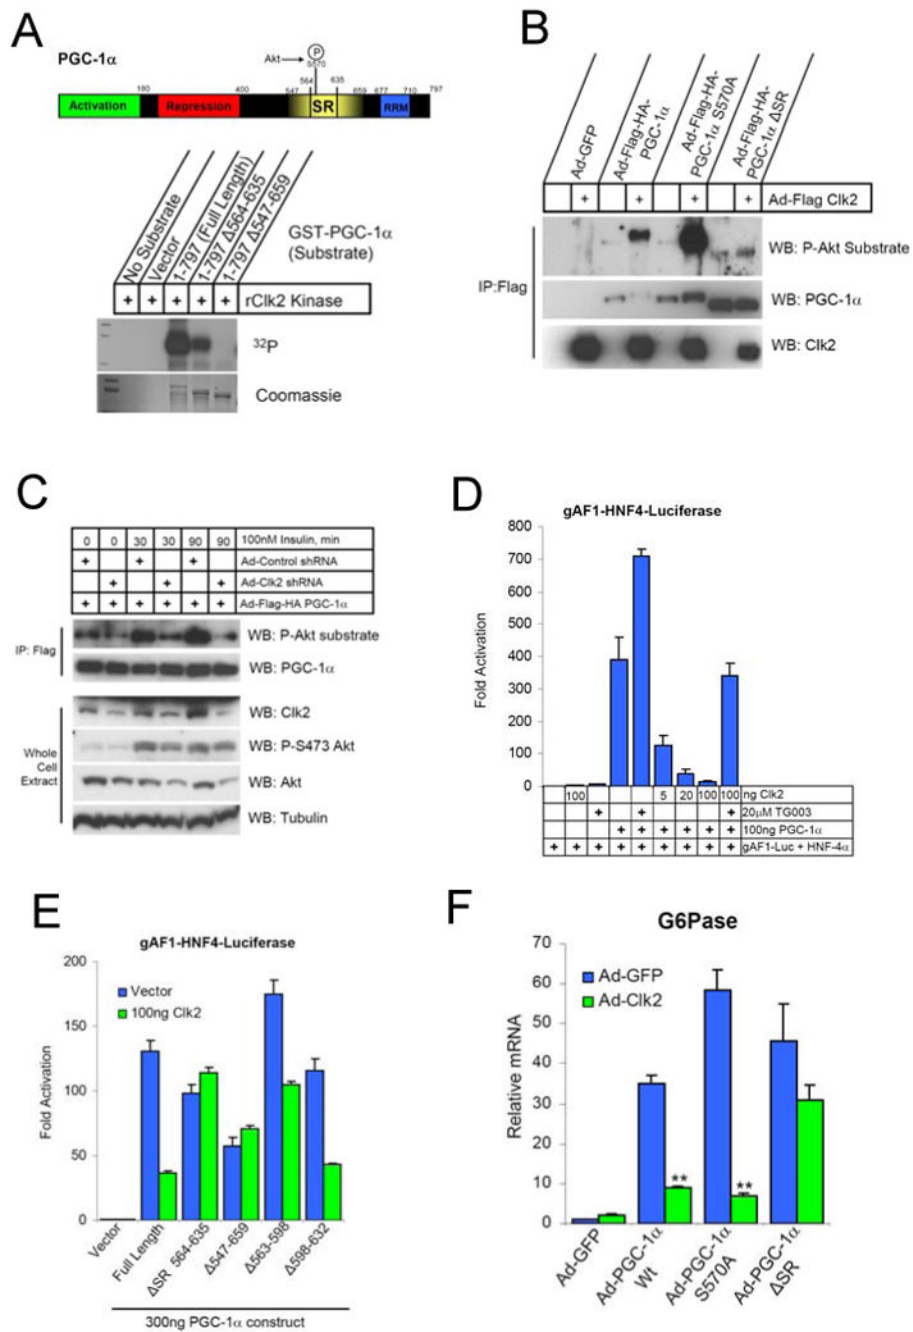 A
PGC-1α
Akt
P
S570
180
400
547
564
635
659
677
710
797
Activation
Repression
SR
RRM
No Substrate
Vector
1-797 (Full Length)
1-797 Δ564-635
1-797 Δ547-659
GST-PGC-1α
(Substrate)
+ + + + + rClk2 Kinase
32P
Coomassie
B
Ad-GFP
Ad-Flag-HA-
PGC-1α
Ad-Flag-HA-
PGC-1α S570A
Ad-Flag-HA-
PGC-1α ΔSR
+ + + + Ad-Flag Clk2
IP:Flag
WB: P-Akt Substrate
WB: PGC-1α
WB: Clk2
C
0 0 30 30 90 90 100nM Insulin, min
+ + + Ad-Control shRNA
+ + + Ad-Clk2 shRNA
+ + + + + + Ad-Flag-HA PGC-1α
IP: Flag
WB: P-Akt substrate
WB: PGC-1α
Whole
Cell
Extract
WB: Clk2
WB: P-S473 Akt
WB: Akt
WB: Tubulin
D
gAF1-HNF4-Luciferase
Fold Activation
800
700
600
500
400
300
200
100
0
100 5 20 100 100 ng Clk2
+ + + 20μM TG003
+ + + + + + 100ng PGC-1α
+ + + + + + + + + gAF1-Luc + HNF-4α
E
gAF1-HNF4-Luciferase
Fold Activation
200
150
100
50
0
Vector
100ng Clk2
Vector
Full Length
ΔSR 564-635
Δ547-659
Δ563-598
Δ598-632
300ng PGC-1α construct
F
G6Pase
Relative mRNA
70
60
50
40
30
20
10
0
Ad-GFP
Ad-Clk2
**
**
Ad-GFP
Ad-PGC-1α
Wt
Ad-PGC-1α
S570A
Ad-PGC-1α
ΔSR